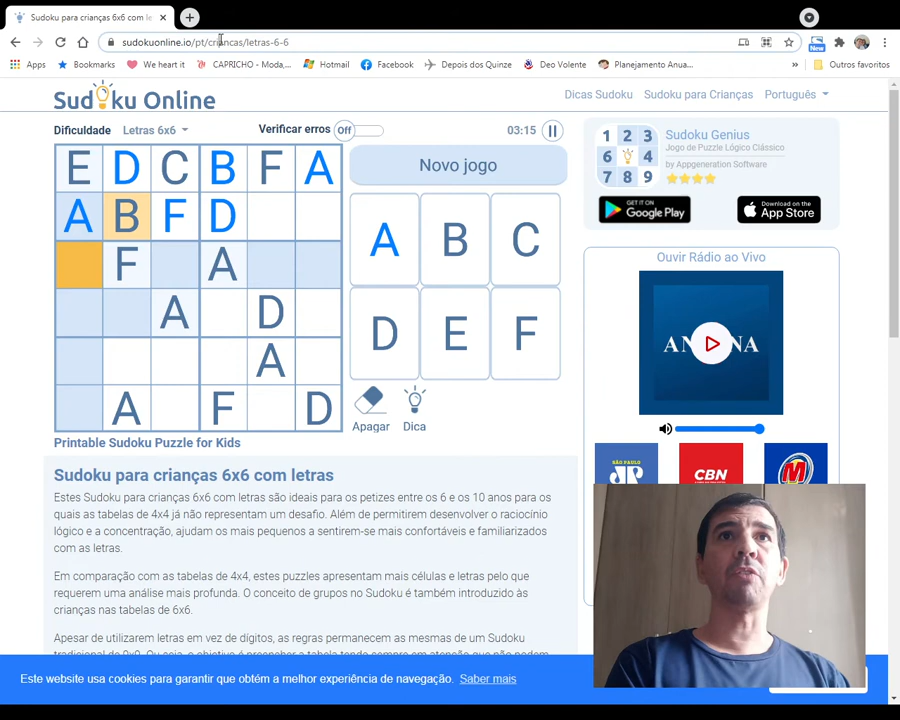 Sudoku para crianças 6x6 com le
sudokuonline.io/pt/criancas/letras-6-6
New
Apps Bookmarks We heart it CAPRICHO - Moda,... Hotmail Facebook Depois dos Quinze Deo Volente Planejamento Anua... » Outros favoritos
Sudoku Online
Dicas Sudoku Sudoku para Crianças Português
Dificuldade Letras 6x6 Verificar erros Off 03:15
E D C B F A
A B F D
F A
A D
A
A F D
Novo jogo
A B C
D E F
Apagar Dica
Printable Sudoku Puzzle for Kids
1 2 3
6 4
7 8 9
Sudoku Genius
Jogo de Puzzle Lógico Clássico
by Appgeneration Software
GET IT ON
Google Play
Download on the
App Store
Ouvir Rádio ao Vivo
SÃO PAULO
JP
CBN
M
Sudoku para crianças 6x6 com letras
Estes Sudoku para crianças 6x6 com letras são ideais para os petizes entre os 6 e os 10 anos para os
quais as tabelas de 4x4 já não representam um desafio. Além de permitirem desenvolver o raciocínio
lógico e a concentração, ajudam os mais pequenos a sentirem-se mais confortáveis e familiarizados
com as letras.
Em comparação com as tabelas de 4x4, estes puzzles apresentam mais células e letras pelo que
requerem uma análise mais profunda. O conceito de grupos no Sudoku é também introduzido às
crianças nas tabelas de 6x6.
Apesar de utilizarem letras em vez de dígitos, as regras permanecem as mesmas de um Sudoku
Este website usa cookies para garantir que obtém a melhor experiência de navegação. Saber mais